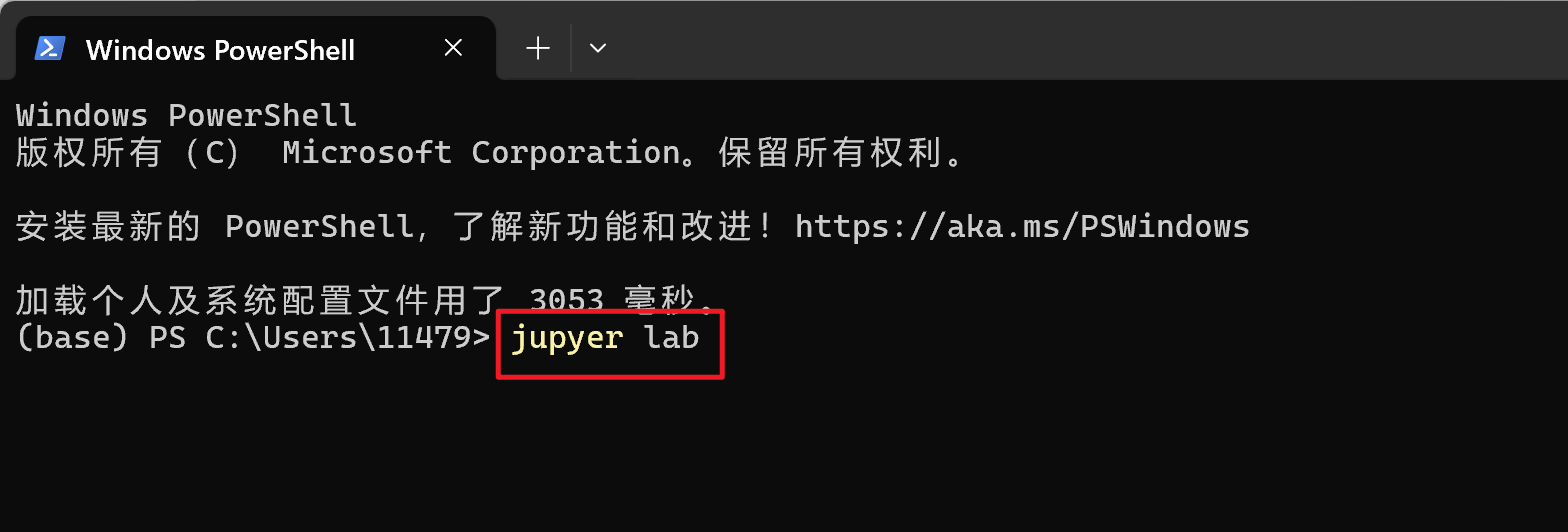 Windows PowerShell
Windows PowerShell
版权所有 (C) Microsoft Corporation。保留所有权利。
安装最新的 PowerShell,了解新功能和改进!https://aka.ms/PSWindows
加载个人及系统配置文件用了 3053 毫秒。
(base) PS C:\Users\11479> jupyer lab